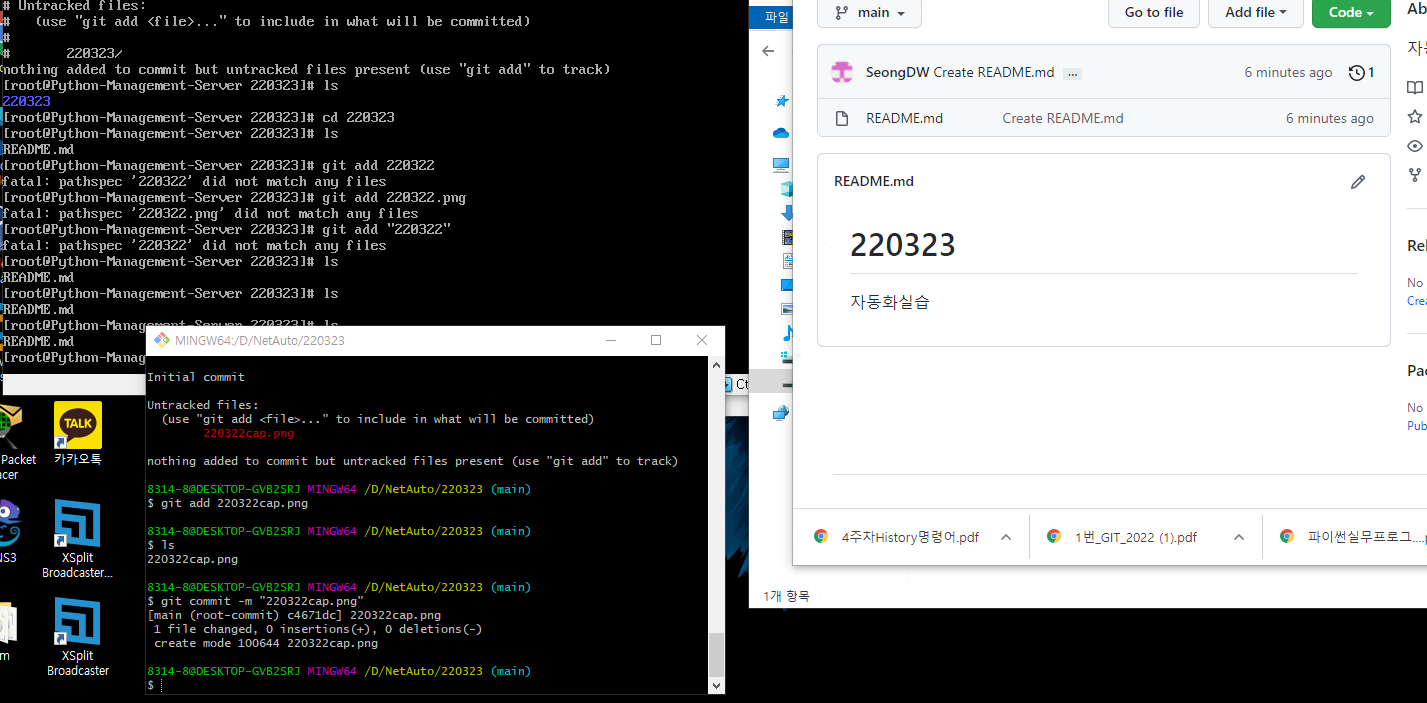 # Untracked files:
#   (use "git add <file>..." to include in what will be committed)
#
#       220323/
nothing added to commit but untracked files present (use "git add" to track)
[root@Python-Management-Server 220323]# ls
220323
[root@Python-Management-Server 220323]# cd 220323
[root@Python-Management-Server 220323]# ls
README.md
[root@Python-Management-Server 220323]# git add 220322
fatal: pathspec '220322' did not match any files
[root@Python-Management-Server 220323]# git add 220322.png
fatal: pathspec '220322.png' did not match any files
[root@Python-Management-Server 220323]# git add "220322"
fatal: pathspec '220322' did not match any files
[root@Python-Management-Server 220323]# ls
README.md
[root@Python-Management-Server 220323]# ls
README.md
[root@Python-Management-Server 220323]# ls
README.md
[root@Python-Manag
MINGW64:/D/NetAuto/220323
Initial commit
Untracked files:
  (use "git add <file>..." to include in what will be committed)
        220322cap.png
nothing added to commit but untracked files present (use "git add" to track)
8314-8@DESKTOP-GVB2SRJ MINGW64 /D/NetAuto/220323 (main)
$ git add 220322cap.png
8314-8@DESKTOP-GVB2SRJ MINGW64 /D/NetAuto/220323 (main)
$ ls
220322cap.png
8314-8@DESKTOP-GVB2SRJ MINGW64 /D/NetAuto/220323 (main)
$ git commit -m "220322cap.png"
[main (root-commit) c4671dc] 220322cap.png
 1 file changed, 0 insertions(+), 0 deletions(-)
 create mode 100644 220322cap.png
8314-8@DESKTOP-GVB2SRJ MINGW64 /D/NetAuto/220323 (main)
$
Packet
카카오톡
XSplit
Broadcaster...
XSplit
Broadcaster
파일
1개 항목
main
Go to file
Add file
Code
SeongDW Create README.md ...
6 minutes ago
1
README.md
Create README.md
6 minutes ago
README.md
220323
자동화실습
Ab
Rel
No
Crea
Pac
No
Pub
4주차History명령어.pdf
1번_GIT_2022 (1).pdf
파이썬실무프로그....p